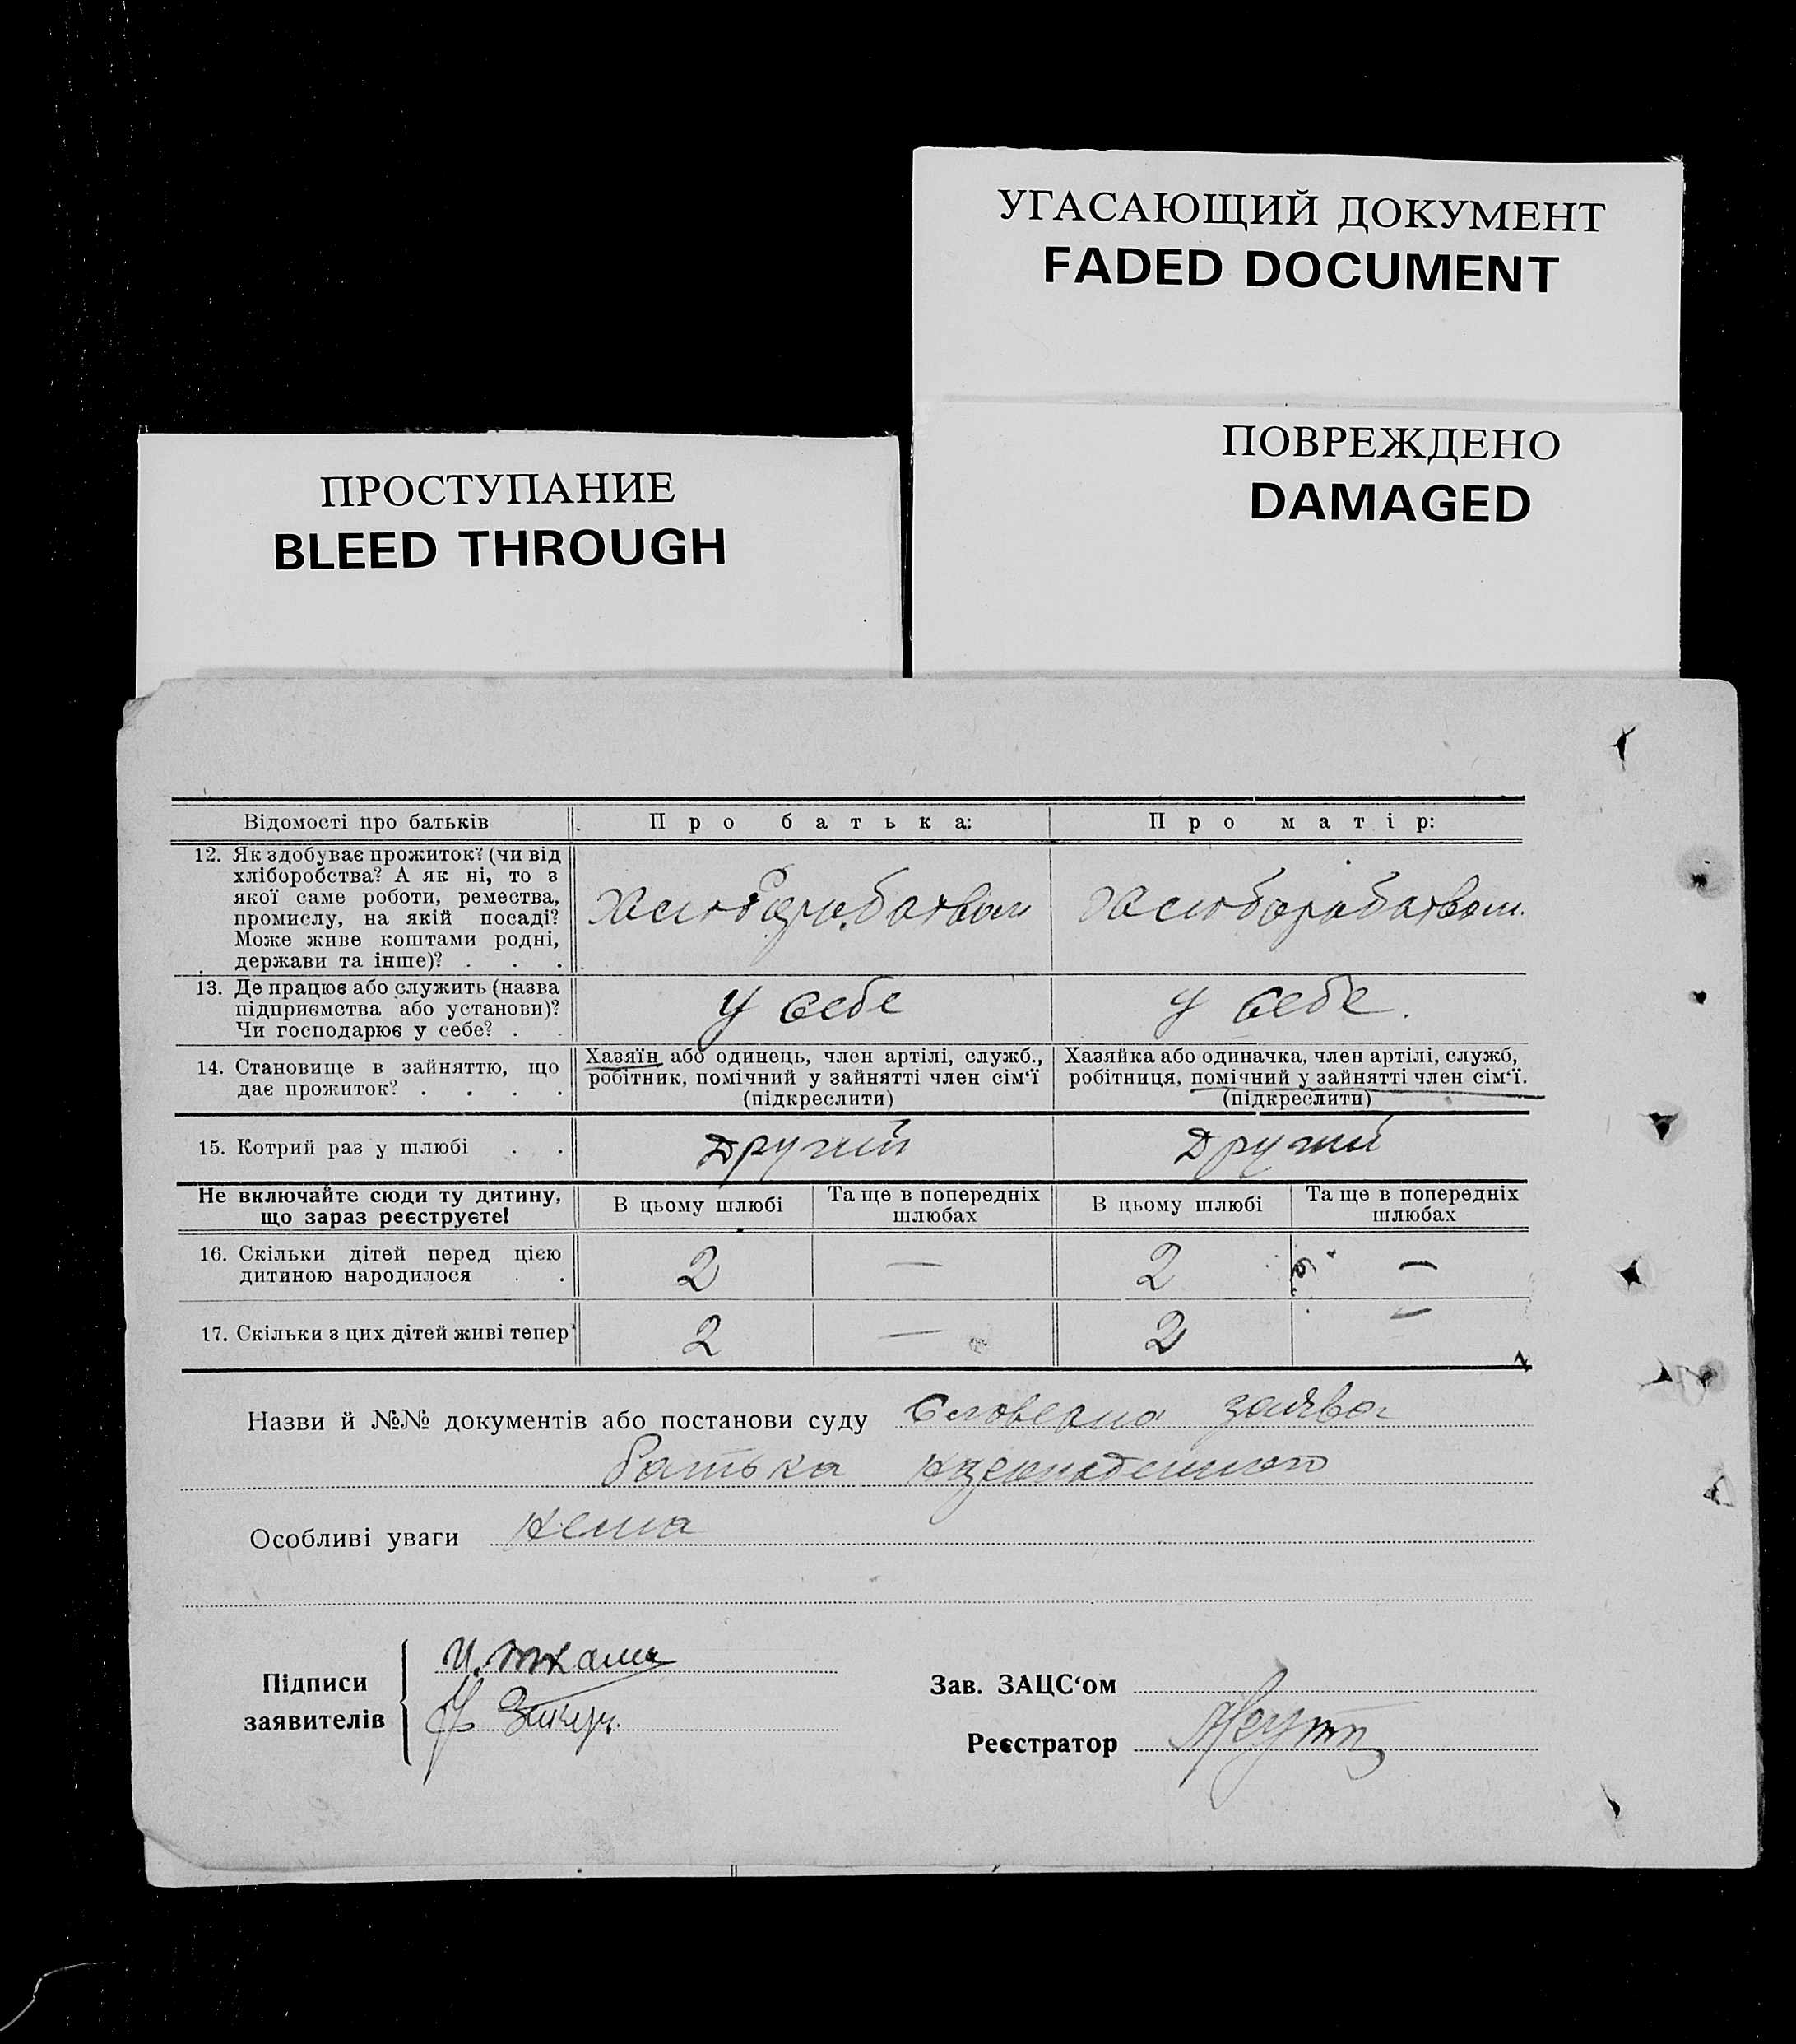 УГАСАЮЩИЙ ДОКУМЕНТ
FADED DOCUMENT
ПОВРЕЖДЕНО
DAMAGED
ПРОСТУПАНИЕ
BLEED THROUGH
Відомості про батьків Про батька: Про матір:
12. Як здобуває прожиток? (чи від
хліборобства? А як ні, то з
якої саме роботи, ремества,
промислу, на якій посаді?
Може живе коштами родні,
держави та інше)? . . .
Хлиборобством Хлиборобством.
13. Де працює або служить (назва
підприємства або установи)?
Чи господарює у себе? . .
У себе У себе.
14. Становище в зайняттю, що
дає прожиток? . . . .
Хазяїн або одинець, член артілі, служб.,
робітник, помічний у зайнятті член сім‘ї
(підкреслити)
Хазяйка або одиначка, член артілі, служб,
робітниця, помічний у зайнятті член сім‘ї.
(підкреслити)
15. Котрий раз у шлюбі . . другий другий
Не включайте сюди ту дитину,
що зараз реєструєте!
В цьому шлюбі
Та ще в попередніх
шлюбах
В цьому шлюбі
Та ще в попередніх
шлюбах
16. Скільки дітей перед цією
дитиною народилося . .
2 — 2 —
17. Скільки з цих дітей живі тепер 2 — 2 —
Назви й №№ документів або постанови суду Словесна заява
батька
Особливі уваги нема
Підписи
заявителів
Зав. ЗАЦС‘ом
Реєстратор